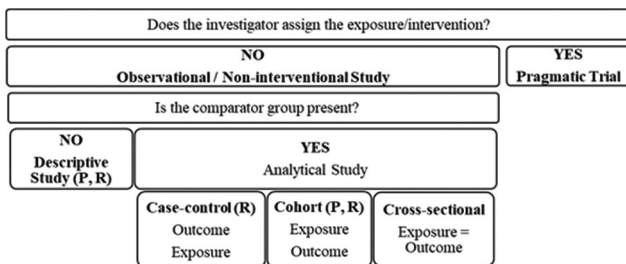 Does the investigator assign the exposure/intervention?
NO
Observational / Non-interventional Study
YES
Pragmatic Trial
Is the comparator group present?
NO
Descriptive
Study (P, R)
YES
Analytical Study
Case-control (R)
Outcome
Exposure
Cohort (P, R)
Exposure
Outcome
Cross-sectional
Exposure =
Outcome